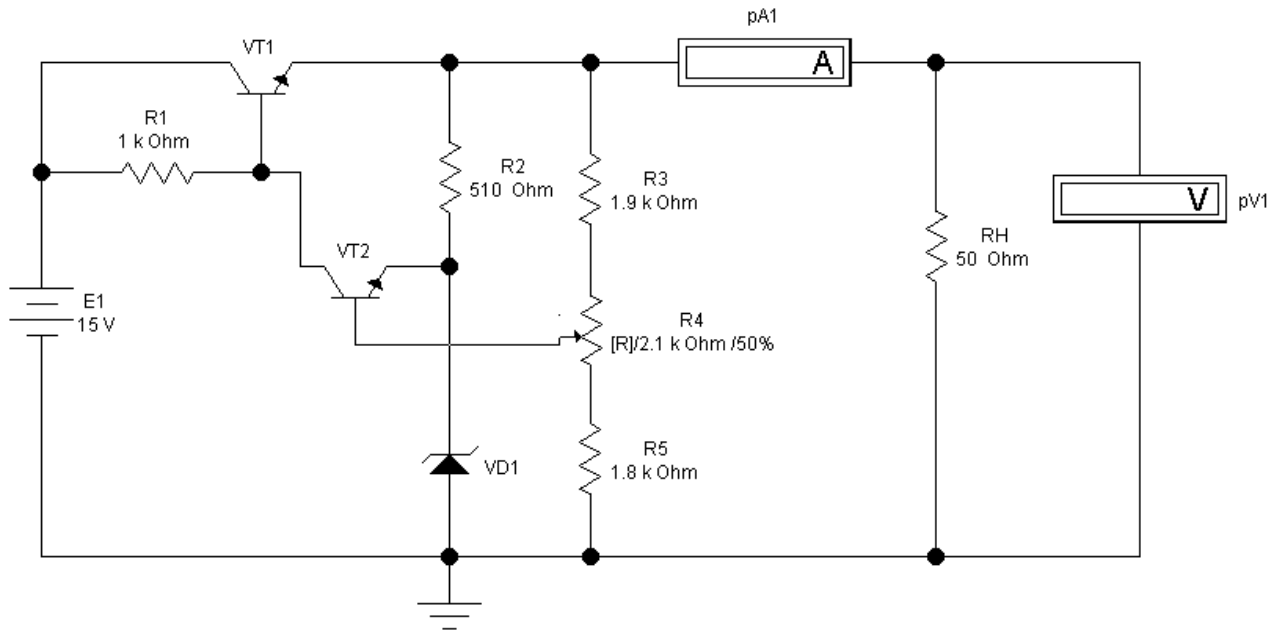 pA1
A
VT1
R1
1 k Ohm
R2
510 Ohm
R3
1.9 k Ohm
V
pV1
RH
50 Ohm
VT2
E1
15 V
R4
[R]/2.1 k Ohm /50%
R5
1.8 k Ohm
VD1